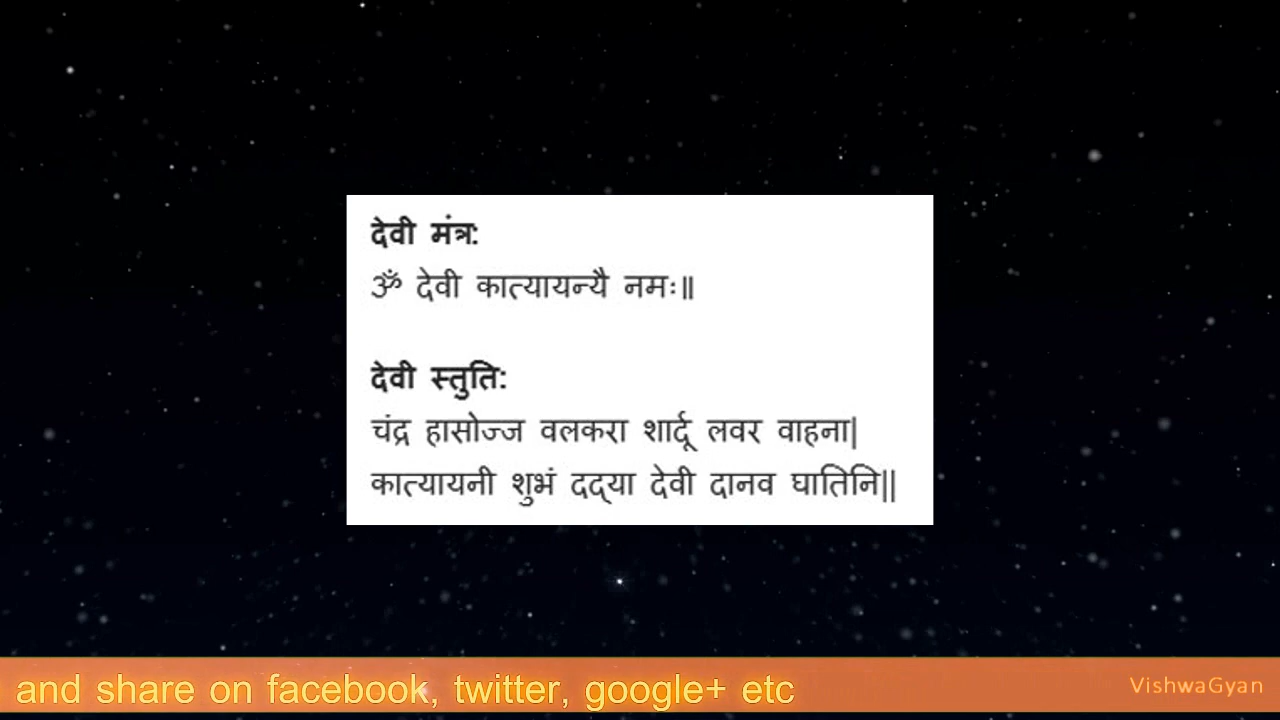 देवी मंत्र:
ॐ देवी कात्यायन्यै नमः॥
देवी स्तुति:
चंद्र हासोज्ज वलकरा शार्दू लवर वाहना|
कात्यायनी शुभं दद्या देवी दानव घातिनि||
and share on facebook, twitter, google+ etc
VishwaGyan